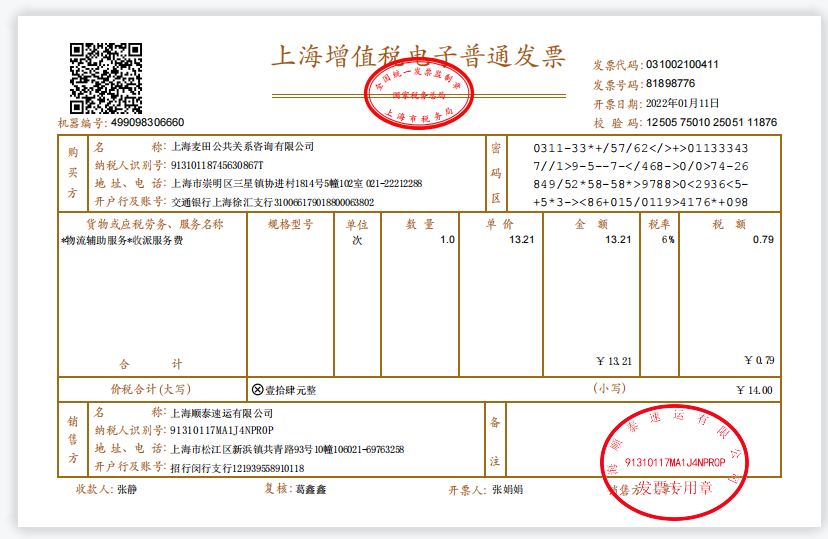 上海增值税电子普通发票
全国统一发票监制章
国家税务总局
上海市税务局
发票代码: 031002100411
发票号码: 81898776
开票日期: 2022年01月11日
校 验 码: 12505 75010 25051 11876
机器编号: 499098306660
购买方
名 称: 上海麦田公共关系咨询有限公司
纳税人识别号: 91310118745630867T
地 址、电 话: 上海市崇明区三星镇协进村1814号5幢102室 021-22212288
开户行及账号: 交通银行上海徐汇支行310066179018800063802
密码区
0311-33*+/57/62</>+>01133343
7//1>9-5--7-</468->0/0>74-26
849/52*58-58*>9788>0<2936<5-
+5*3-><86+015/0119>4176*+098
货物或应税劳务、服务名称 规格型号 单位 数 量 单 价 金 额 税率 税 额
*物流辅助服务*收派服务费 次 1.0 13.21 13.21 6% 0.79
合 计 ￥13.21 ￥0.79
价税合计(大写) ⊗壹拾肆元整 (小写) ￥14.00
销售方
名 称: 上海顺泰速运有限公司
纳税人识别号: 91310117MA1J4NPR0P
地 址、电 话: 上海市松江区新浜镇共青路93号10幢106021-69763258
开户行及账号: 招行闵行支行121939558910118
备注
收款人: 张静 复核: 葛鑫鑫 开票人: 张娟娟 销售方:(章)
上海顺泰速运有限公司
91310117MA1J4NPR0P
发票专用章